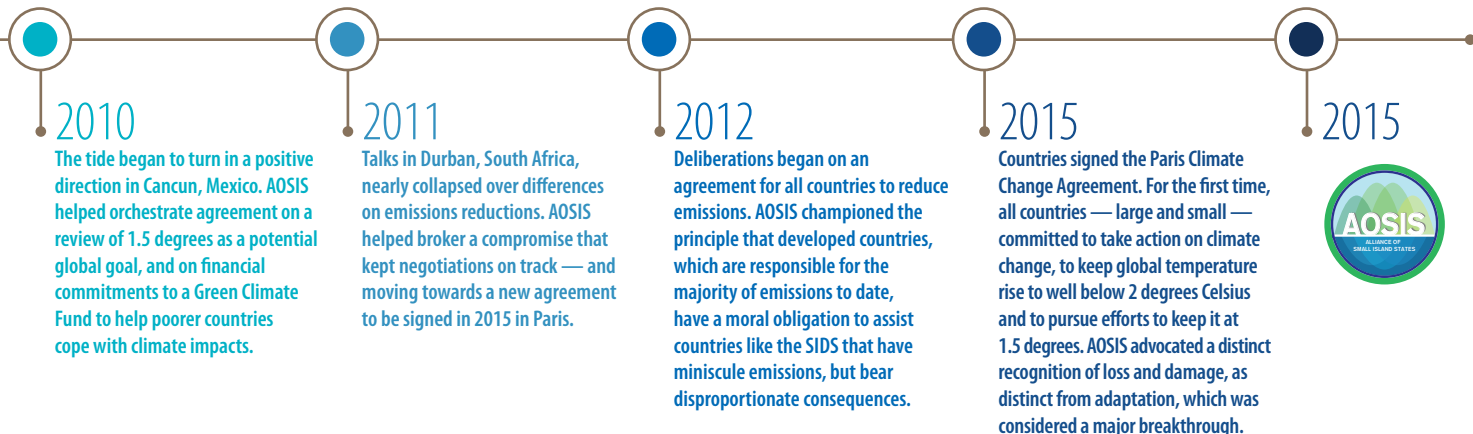 2010
The tide began to turn in a positive
direction in Cancun, Mexico. AOSIS
helped orchestrate agreement on a
review of 1.5 degrees as a potential
global goal, and on financial
commitments to a Green Climate
Fund to help poorer countries
cope with climate impacts.
2011
Talks in Durban, South Africa,
nearly collapsed over differences
on emissions reductions. AOSIS
helped broker a compromise that
kept negotiations on track — and
moving towards a new agreement
to be signed in 2015 in Paris.
2012
Deliberations began on an
agreement for all countries to reduce
emissions. AOSIS championed the
principle that developed countries,
which are responsible for the
majority of emissions to date,
have a moral obligation to assist
countries like the SIDS that have
miniscule emissions, but bear
disproportionate consequences.
2015
Countries signed the Paris Climate
Change Agreement. For the first time,
all countries — large and small —
committed to take action on climate
change, to keep global temperature
rise to well below 2 degrees Celsius
and to pursue efforts to keep it at
1.5 degrees. AOSIS advocated a distinct
recognition of loss and damage, as
distinct from adaptation, which was
considered a major breakthrough.
2015
AOSIS
ALLIANCE OF
SMALL ISLAND STATES